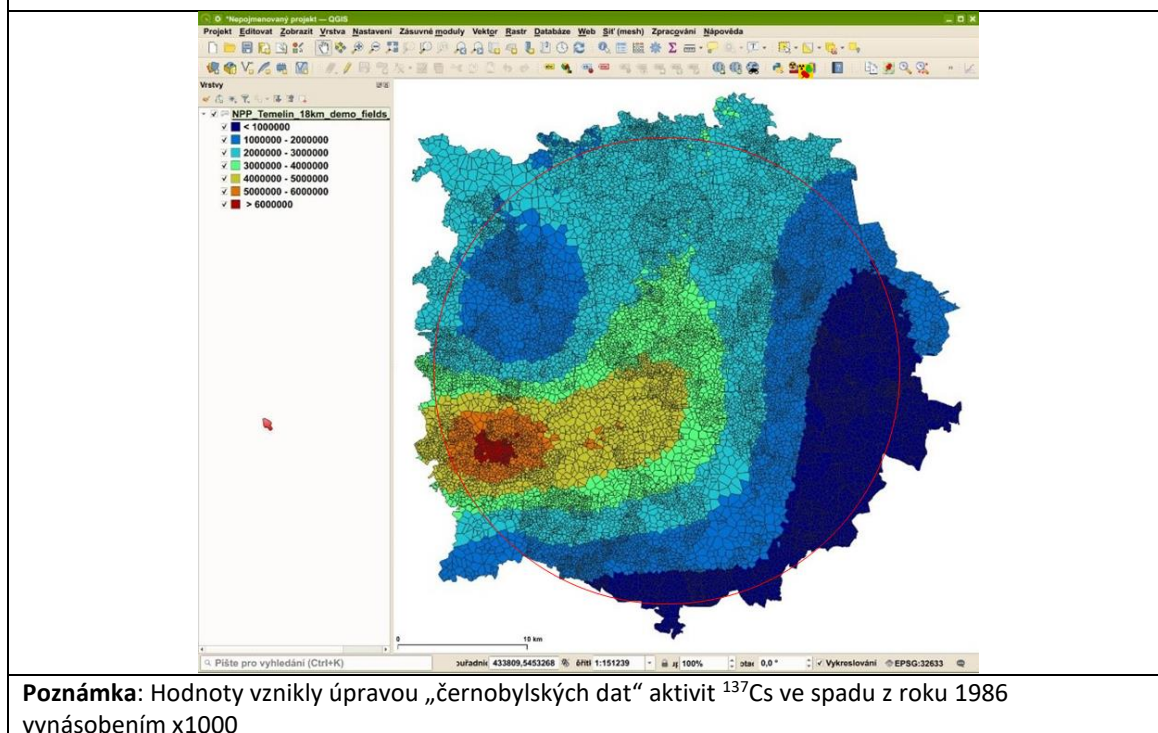 *Nepojmenovaný projekt — QGIS
Projekt Editovat Zobrazit Vrstva Nastavení Zásuvné moduly Vektor Rastr Databáze Web Síť (mesh) Zpracování Nápověda
Vrstvy
NPP_Temelin_18km_demo_fields_
< 1000000
1000000 - 2000000
2000000 - 3000000
3000000 - 4000000
4000000 - 5000000
5000000 - 6000000
> 6000000
0 10 km
Pište pro vyhledání (Ctrl+K) 433809,5453268 1:151239 100% 0,0 ° Vykreslování EPSG:32633
Poznámka: Hodnoty vznikly úpravou „černobylských dat“ aktivit ¹³⁷Cs ve spadu z roku 1986
vynásobením x1000